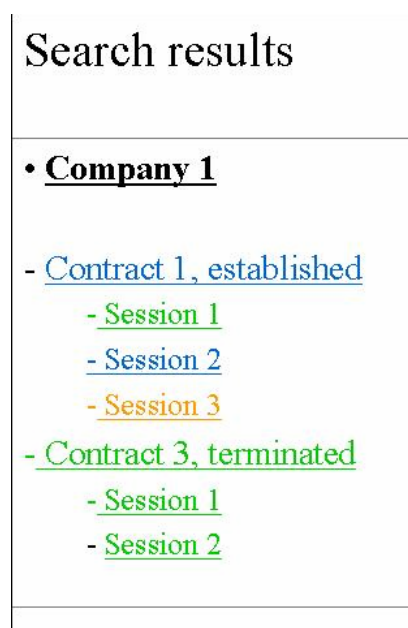 Search results
• Company 1
- Contract 1, established
- Session 1
- Session 2
- Session 3
- Contract 3, terminated
- Session 1
- Session 2